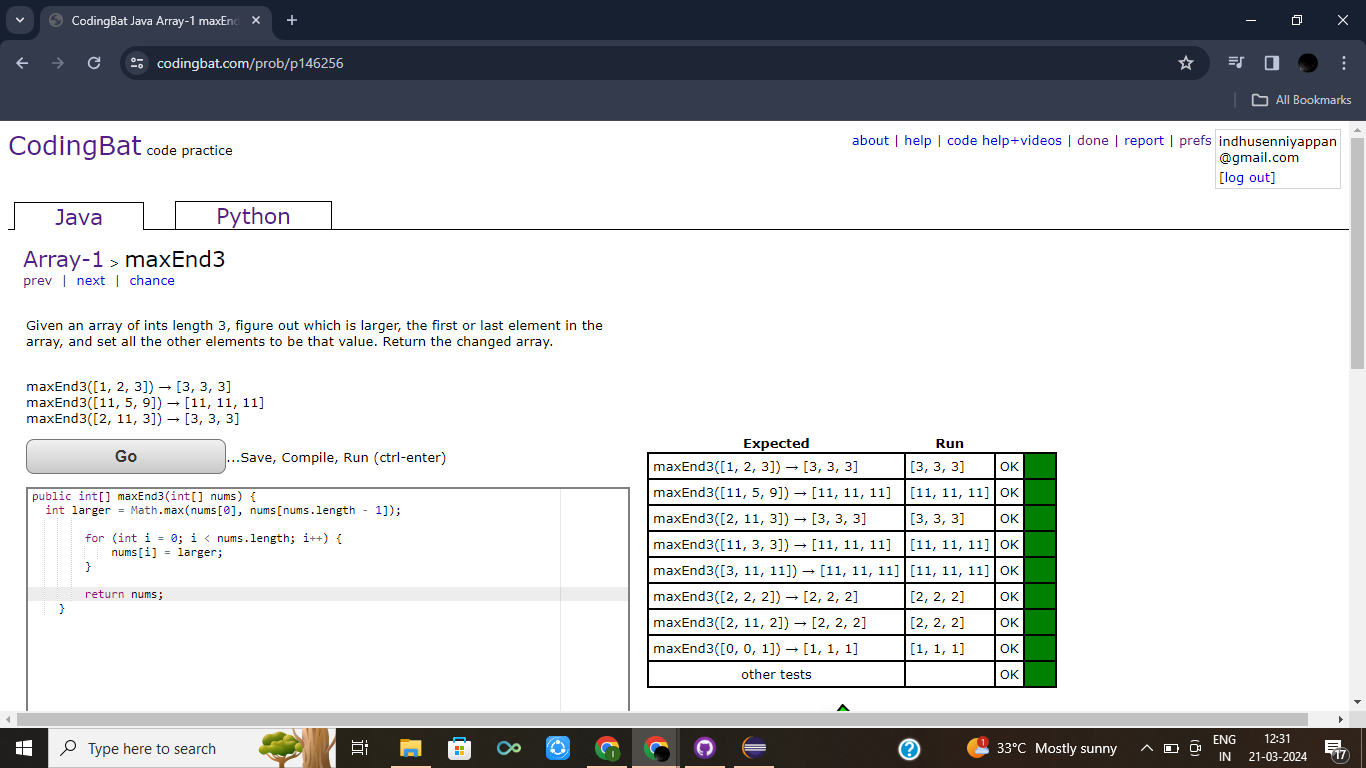 CodingBat Java Array-1 maxEnd
codingbat.com/prob/p146256
All Bookmarks
CodingBat code practice
about | help | code help+videos | done | report | prefs
indhusenniyappan
@gmail.com
[log out]
Java
Python
Array-1 > maxEnd3
prev | next | chance
Given an array of ints length 3, figure out which is larger, the first or last element in the
array, and set all the other elements to be that value. Return the changed array.
maxEnd3([1, 2, 3]) → [3, 3, 3]
maxEnd3([11, 5, 9]) → [11, 11, 11]
maxEnd3([2, 11, 3]) → [3, 3, 3]
Go
...Save, Compile, Run (ctrl-enter)
public int[] maxEnd3(int[] nums) {
int larger = Math.max(nums[0], nums[nums.length - 1]);
for (int i = 0; i < nums.length; i++) {
nums[i] = larger;
}
return nums;
}
Expected Run
maxEnd3([1, 2, 3]) → [3, 3, 3] [3, 3, 3] OK
maxEnd3([11, 5, 9]) → [11, 11, 11] [11, 11, 11] OK
maxEnd3([2, 11, 3]) → [3, 3, 3] [3, 3, 3] OK
maxEnd3([11, 3, 3]) → [11, 11, 11] [11, 11, 11] OK
maxEnd3([3, 11, 11]) → [11, 11, 11] [11, 11, 11] OK
maxEnd3([2, 2, 2]) → [2, 2, 2] [2, 2, 2] OK
maxEnd3([2, 11, 2]) → [2, 2, 2] [2, 2, 2] OK
maxEnd3([0, 0, 1]) → [1, 1, 1] [1, 1, 1] OK
other tests OK
Type here to search
1
33°C Mostly sunny
ENG
IN
12:31
21-03-2024
17